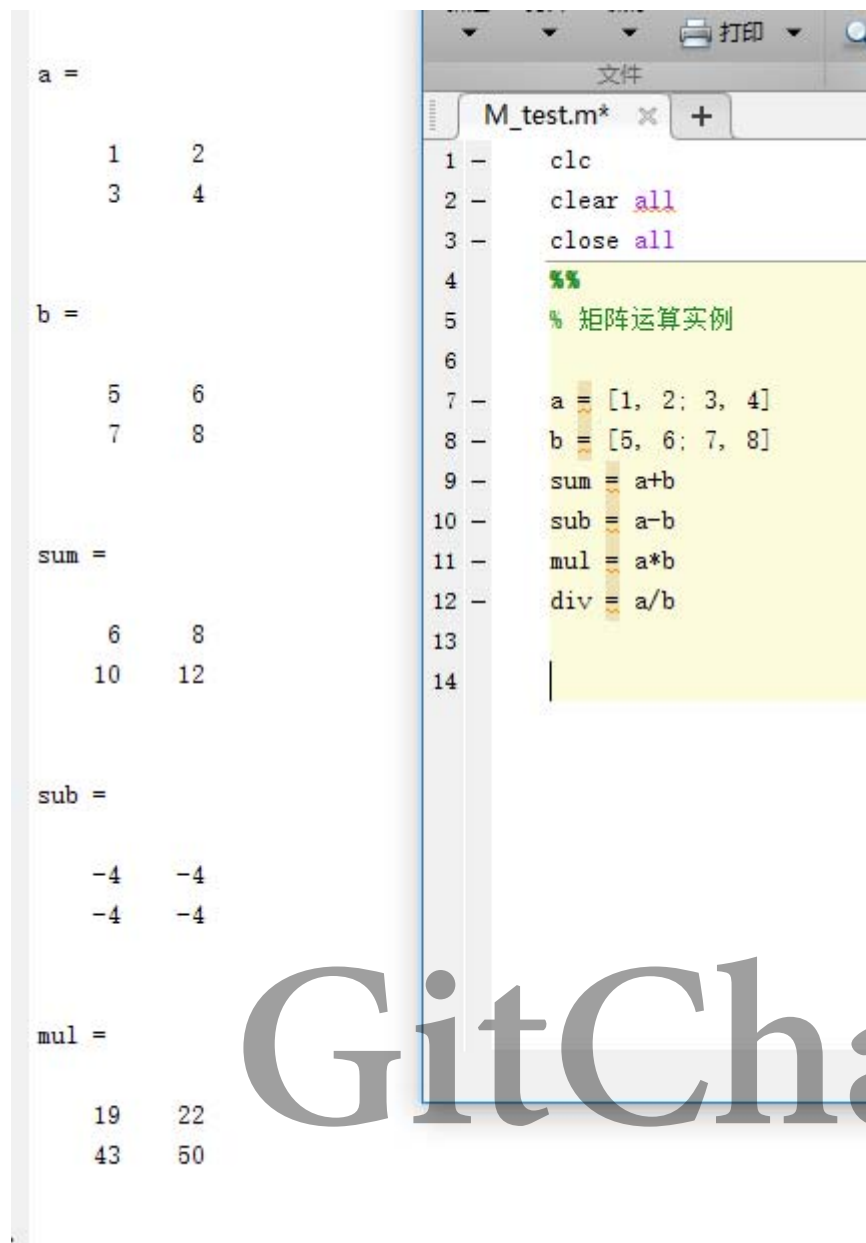 a =
1 2
3 4
b =
5 6
7 8
sum =
6 8
10 12
sub =
-4 -4
-4 -4
mul =
19 22
43 50
打印
文件
M_test.m*
1 - clc
2 - clear all
3 - close all
4 %%
5 % 矩阵运算实例
6
7 - a = [1, 2; 3, 4]
8 - b = [5, 6; 7, 8]
9 - sum = a+b
10 - sub = a-b
11 - mul = a*b
12 - div = a/b
13
14
GitCha